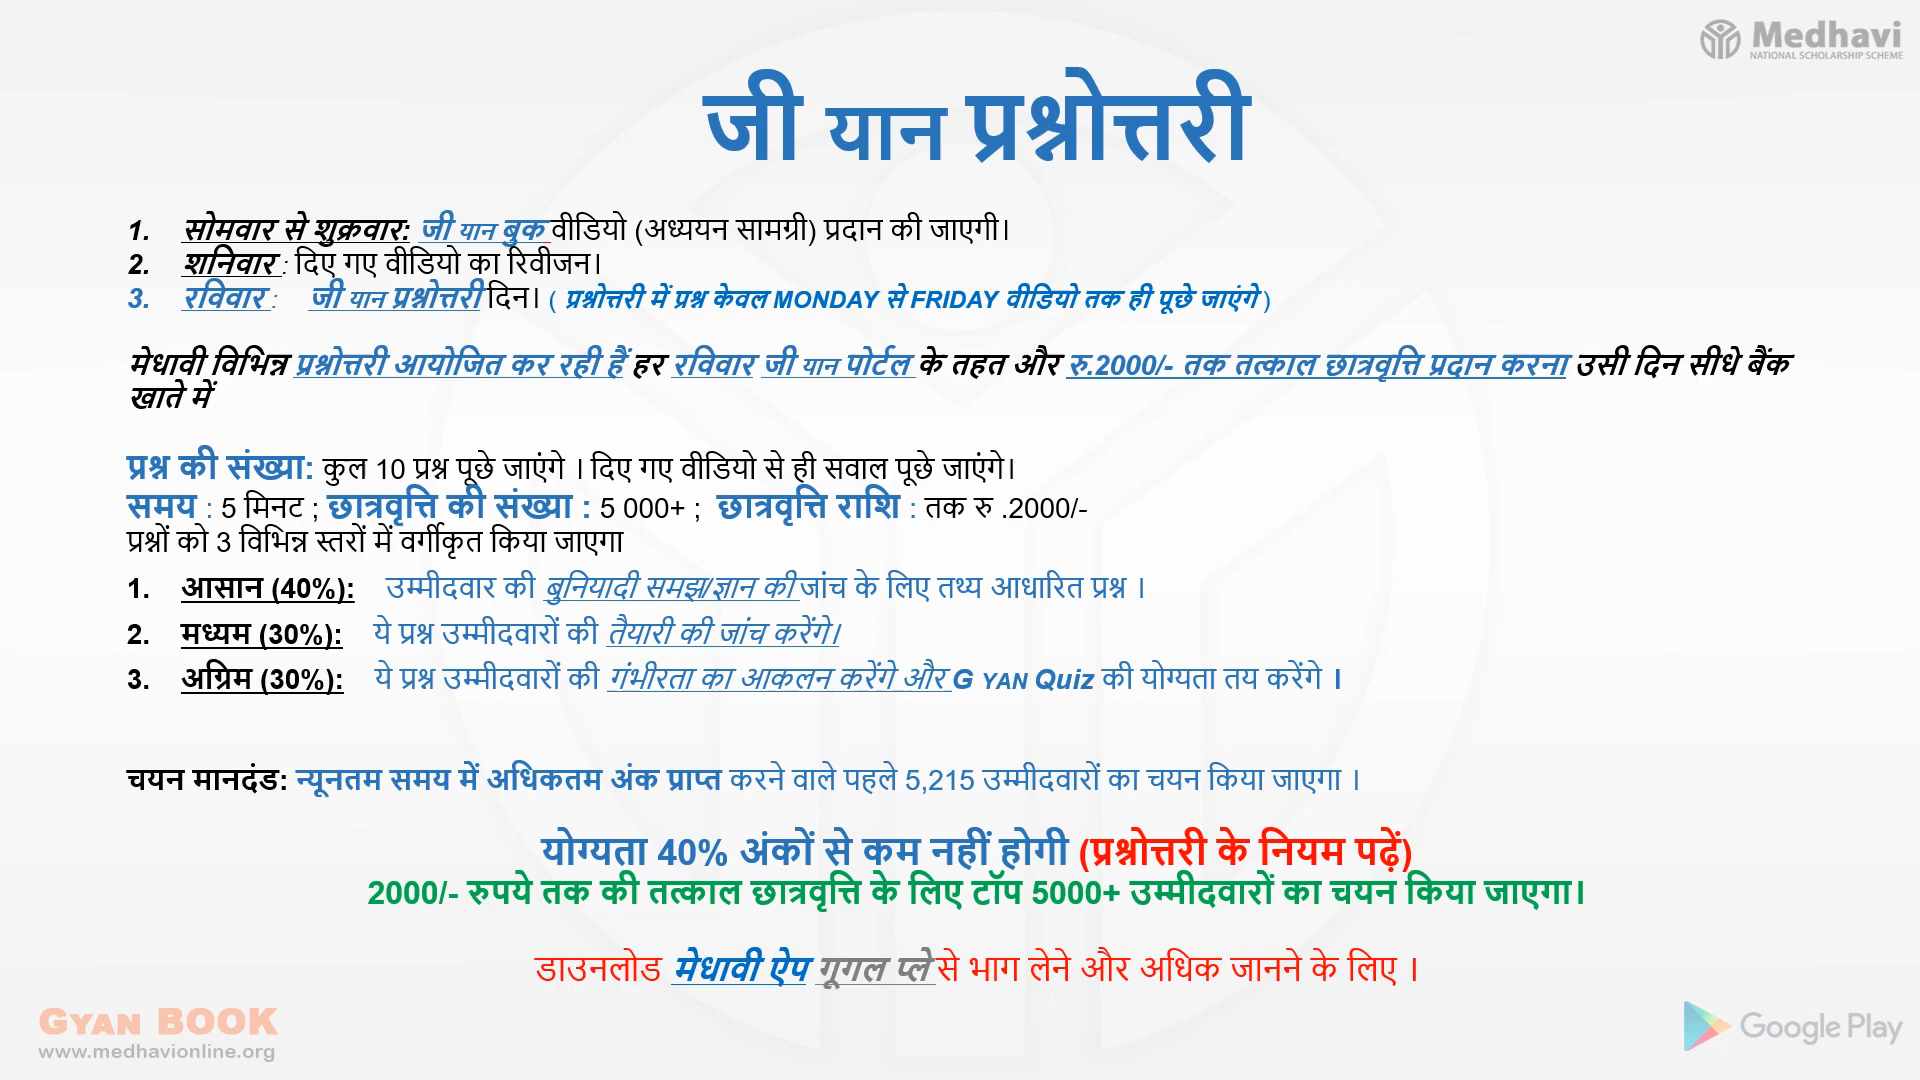 Medhavi
NATIONAL SCHOLARSHIP SCHEME
जी यान प्रश्नोत्तरी
1. सोमवार से शुक्रवार: जी यान बुक वीडियो (अध्ययन सामग्री) प्रदान की जाएगी।
2. शनिवार : दिए गए वीडियो का रिवीजन।
3. रविवार : जी यान प्रश्नोत्तरी दिन। ( प्रश्नोत्तरी में प्रश्न केवल MONDAY से FRIDAY वीडियो तक ही पूछे जाएंगे )
मेधावी विभिन्न प्रश्नोत्तरी आयोजित कर रही हैं हर रविवार जी यान पोर्टल के तहत और रु.2000/- तक तत्काल छात्रवृत्ति प्रदान करना उसी दिन सीधे बैंक
खाते में
प्रश्न की संख्या: कुल 10 प्रश्न पूछे जाएंगे । दिए गए वीडियो से ही सवाल पूछे जाएंगे।
समय : 5 मिनट ; छात्रवृत्ति की संख्या : 5 000+ ; छात्रवृत्ति राशि : तक रु .2000/-
प्रश्नों को 3 विभिन्न स्तरों में वर्गीकृत किया जाएगा
1. आसान (40%): उम्मीदवार की बुनियादी समझ/ज्ञान की जांच के लिए तथ्य आधारित प्रश्न ।
2. मध्यम (30%): ये प्रश्न उम्मीदवारों की तैयारी की जांच करेंगे।
3. अग्रिम (30%): ये प्रश्न उम्मीदवारों की गंभीरता का आकलन करेंगे और G YAN Quiz की योग्यता तय करेंगे ।
चयन मानदंड: न्यूनतम समय में अधिकतम अंक प्राप्त करने वाले पहले 5,215 उम्मीदवारों का चयन किया जाएगा ।
योग्यता 40% अंकों से कम नहीं होगी (प्रश्नोत्तरी के नियम पढ़ें)
2000/- रुपये तक की तत्काल छात्रवृत्ति के लिए टॉप 5000+ उम्मीदवारों का चयन किया जाएगा।
डाउनलोड मेधावी ऐप गूगल प्ले से भाग लेने और अधिक जानने के लिए ।
GYAN BOOK
www.medhavionline.org
Google Play